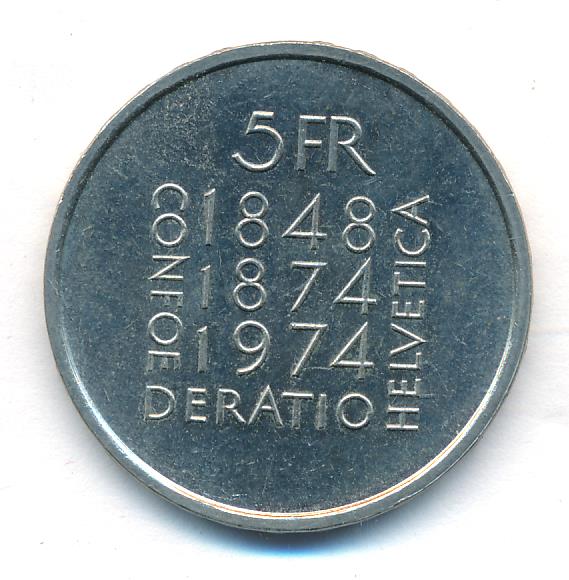 5FR
1848
1874
1974
CONFOE
DERATIO
HELVETICA